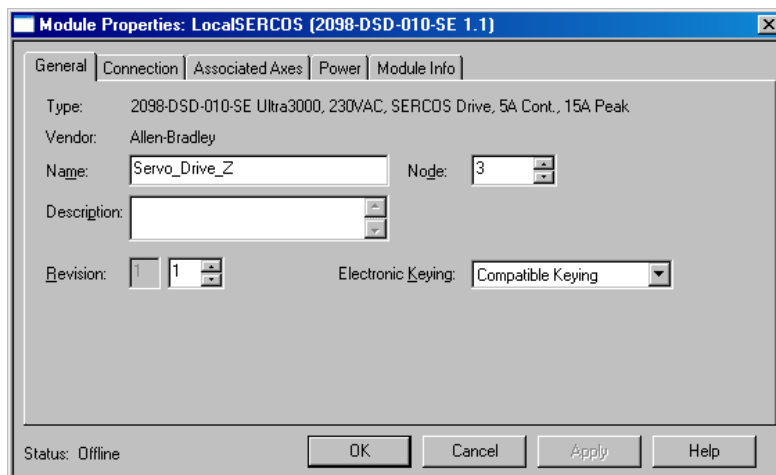 Module Properties: LocalSERCOS (2098-DSD-010-SE 1.1)
General Connection Associated Axes Power Module Info
Type: 2098-DSD-010-SE Ultra3000, 230VAC, SERCOS Drive, 5A Cont., 15A Peak
Vendor: Allen-Bradley
Name: Servo_Drive_Z Node: 3
Description:
Revision: 1 1 Electronic Keying: Compatible Keying
Status: Offline OK Cancel Apply Help